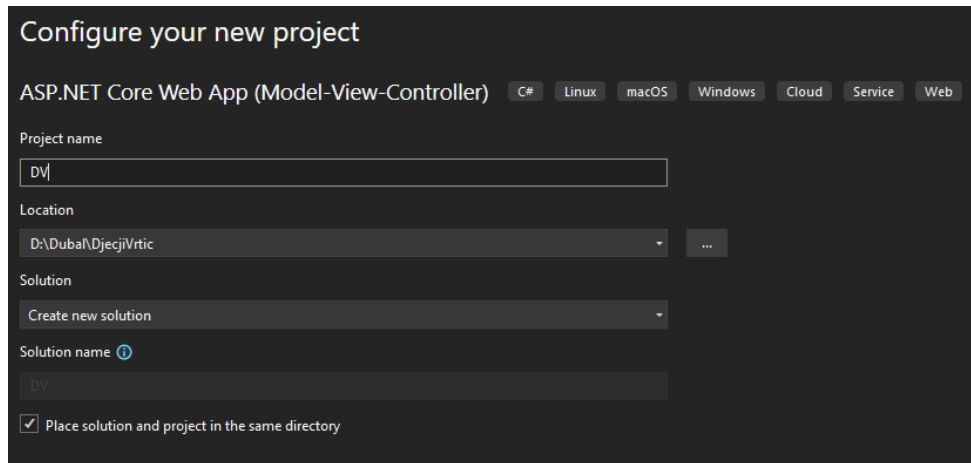 Configure your new project
ASP.NET Core Web App (Model-View-Controller) C# Linux macOS Windows Cloud Service Web
Project name
DV
Location
D:\Dubal\DjecjiVrtic
...
Solution
Create new solution
Solution name
DV
Place solution and project in the same directory